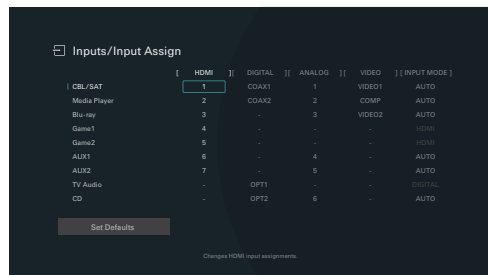 Inputs/Input Assign
[ HDMI ][ DIGITAL ][ ANALOG ][ VIDEO ][ INPUT MODE ]
CBL/SAT 1 COAX1 1 VIDEO1 AUTO
Media Player 2 COAX2 2 COMP AUTO
Blu-ray 3 - 3 VIDEO2 AUTO
Game1 4 - - - HDMI
Game2 5 - - - HDMI
AUX1 6 - 4 - AUTO
AUX2 7 - 5 - AUTO
TV Audio - OPT1 - - DIGITAL
CD - OPT2 6 - AUTO
Set Defaults
Changes HDMI input assignments.